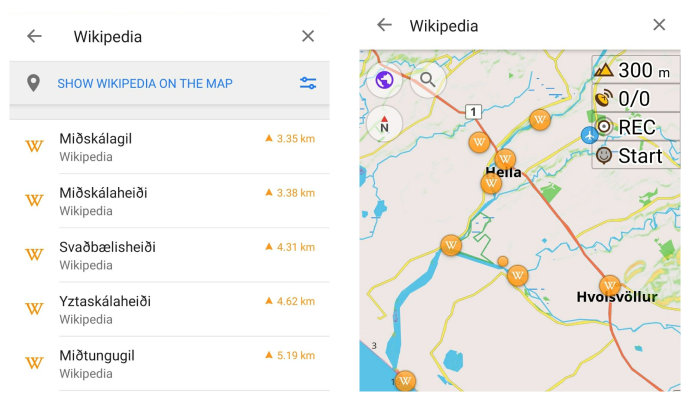 Wikipedia
SHOW WIKIPEDIA ON THE MAP
Miðskálagil
3.35 km
Wikipedia
Miðskálaheiði
3.38 km
Wikipedia
Svaðbælisheiði
4.31 km
Wikipedia
Yztaskálaheiði
4.62 km
Wikipedia
Miðtungugil
5.19 km
Wikipedia
Wikipedia
300 m
0/0
REC
Start
N
1
Hella
Hvolsvöllur
3
1